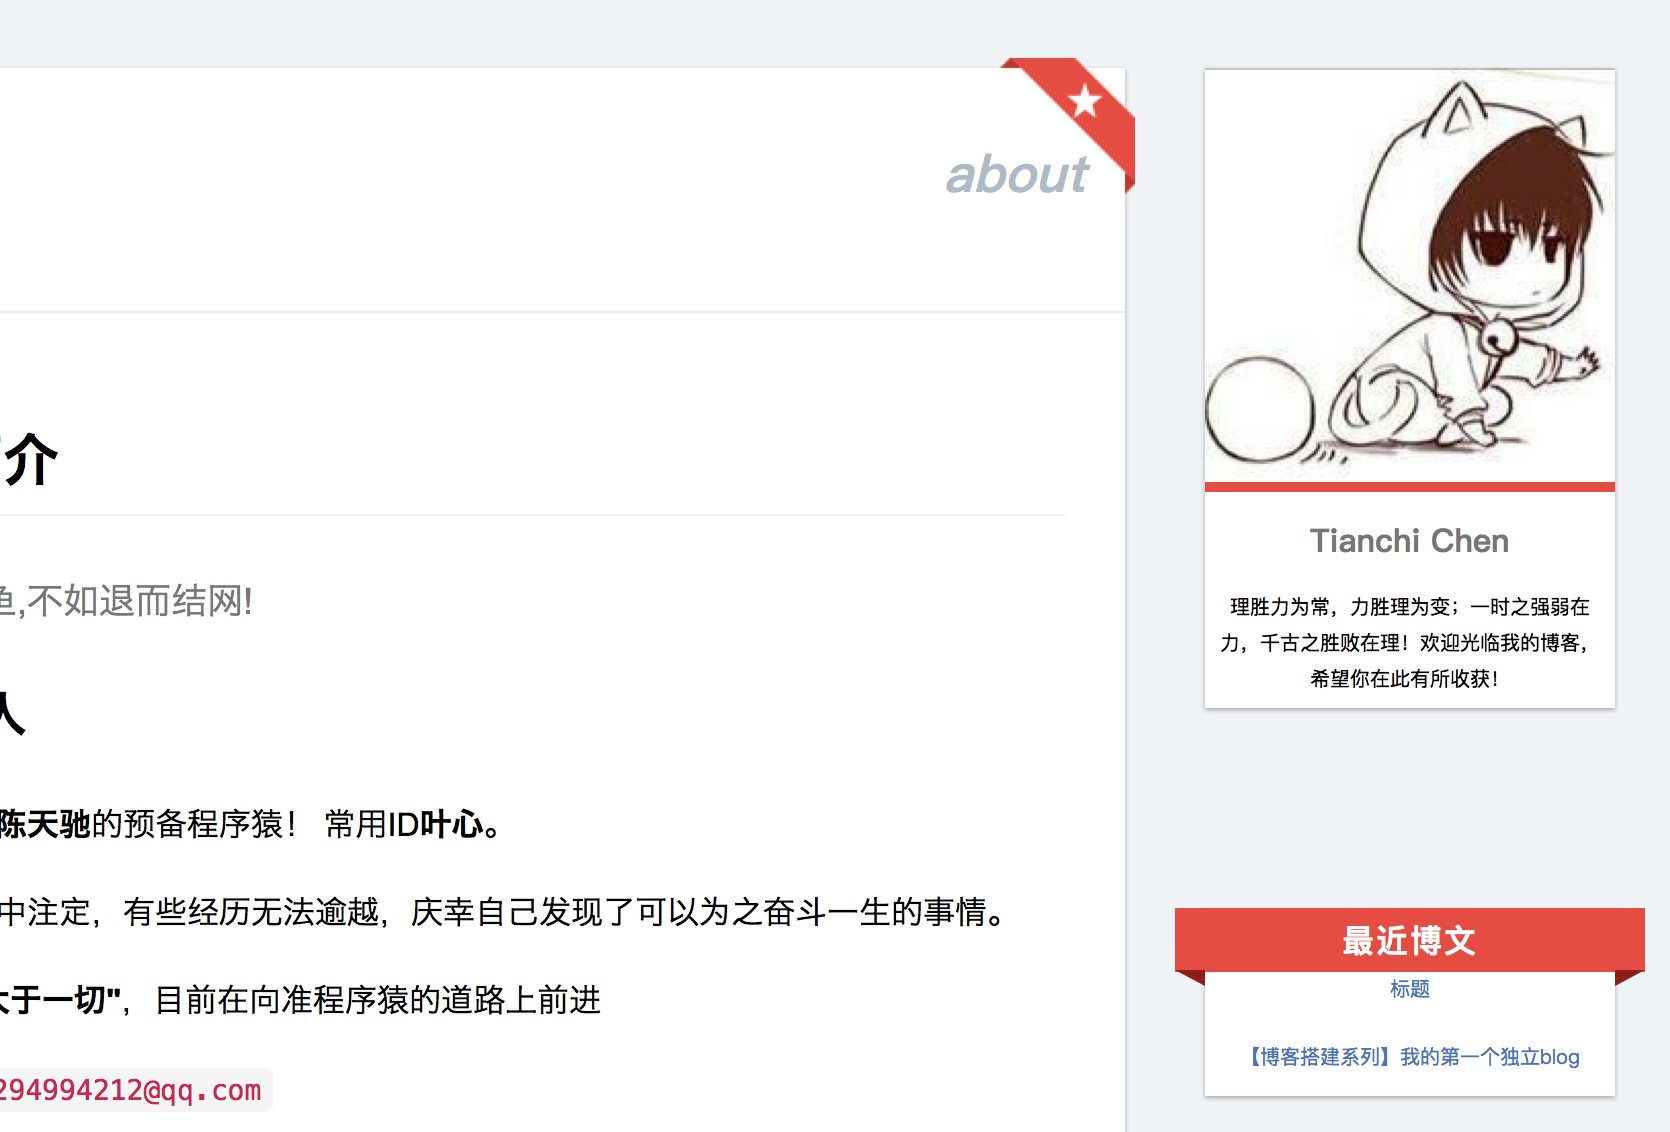 about
介
鱼,不如退而结网!
人
陈天驰的预备程序猿！ 常用ID叶心。
中注定，有些经历无法逾越，庆幸自己发现了可以为之奋斗一生的事情。
大于一切"，目前在向准程序猿的道路上前进
294994212@qq.com
Tianchi Chen
理胜力为常，力胜理为变；一时之强弱在
力，千古之胜败在理！欢迎光临我的博客，
希望你在此有所收获！
最近博文
标题
【博客搭建系列】我的第一个独立blog